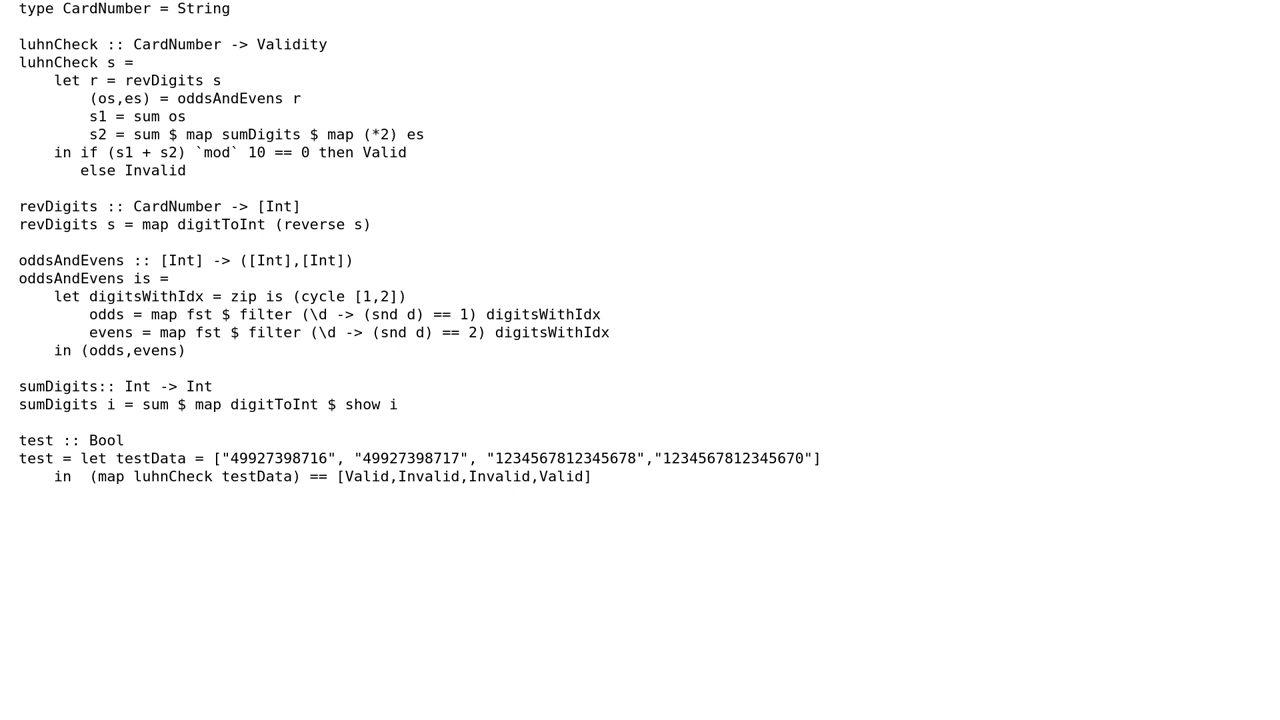 type CardNumber = String

luhnCheck :: CardNumber -> Validity
luhnCheck s =
    let r = revDigits s
        (os,es) = oddsAndEvens r
        s1 = sum os
        s2 = sum $ map sumDigits $ map (*2) es
    in if (s1 + s2) `mod` 10 == 0 then Valid
       else Invalid

revDigits :: CardNumber -> [Int]
revDigits s = map digitToInt (reverse s)

oddsAndEvens :: [Int] -> ([Int],[Int])
oddsAndEvens is =
    let digitsWithIdx = zip is (cycle [1,2])
        odds = map fst $ filter (\d -> (snd d) == 1) digitsWithIdx
        evens = map fst $ filter (\d -> (snd d) == 2) digitsWithIdx
    in (odds,evens)

sumDigits:: Int -> Int
sumDigits i = sum $ map digitToInt $ show i

test :: Bool
test = let testData = ["49927398716", "49927398717", "1234567812345678","1234567812345670"]
    in  (map luhnCheck testData) == [Valid,Invalid,Invalid,Valid]